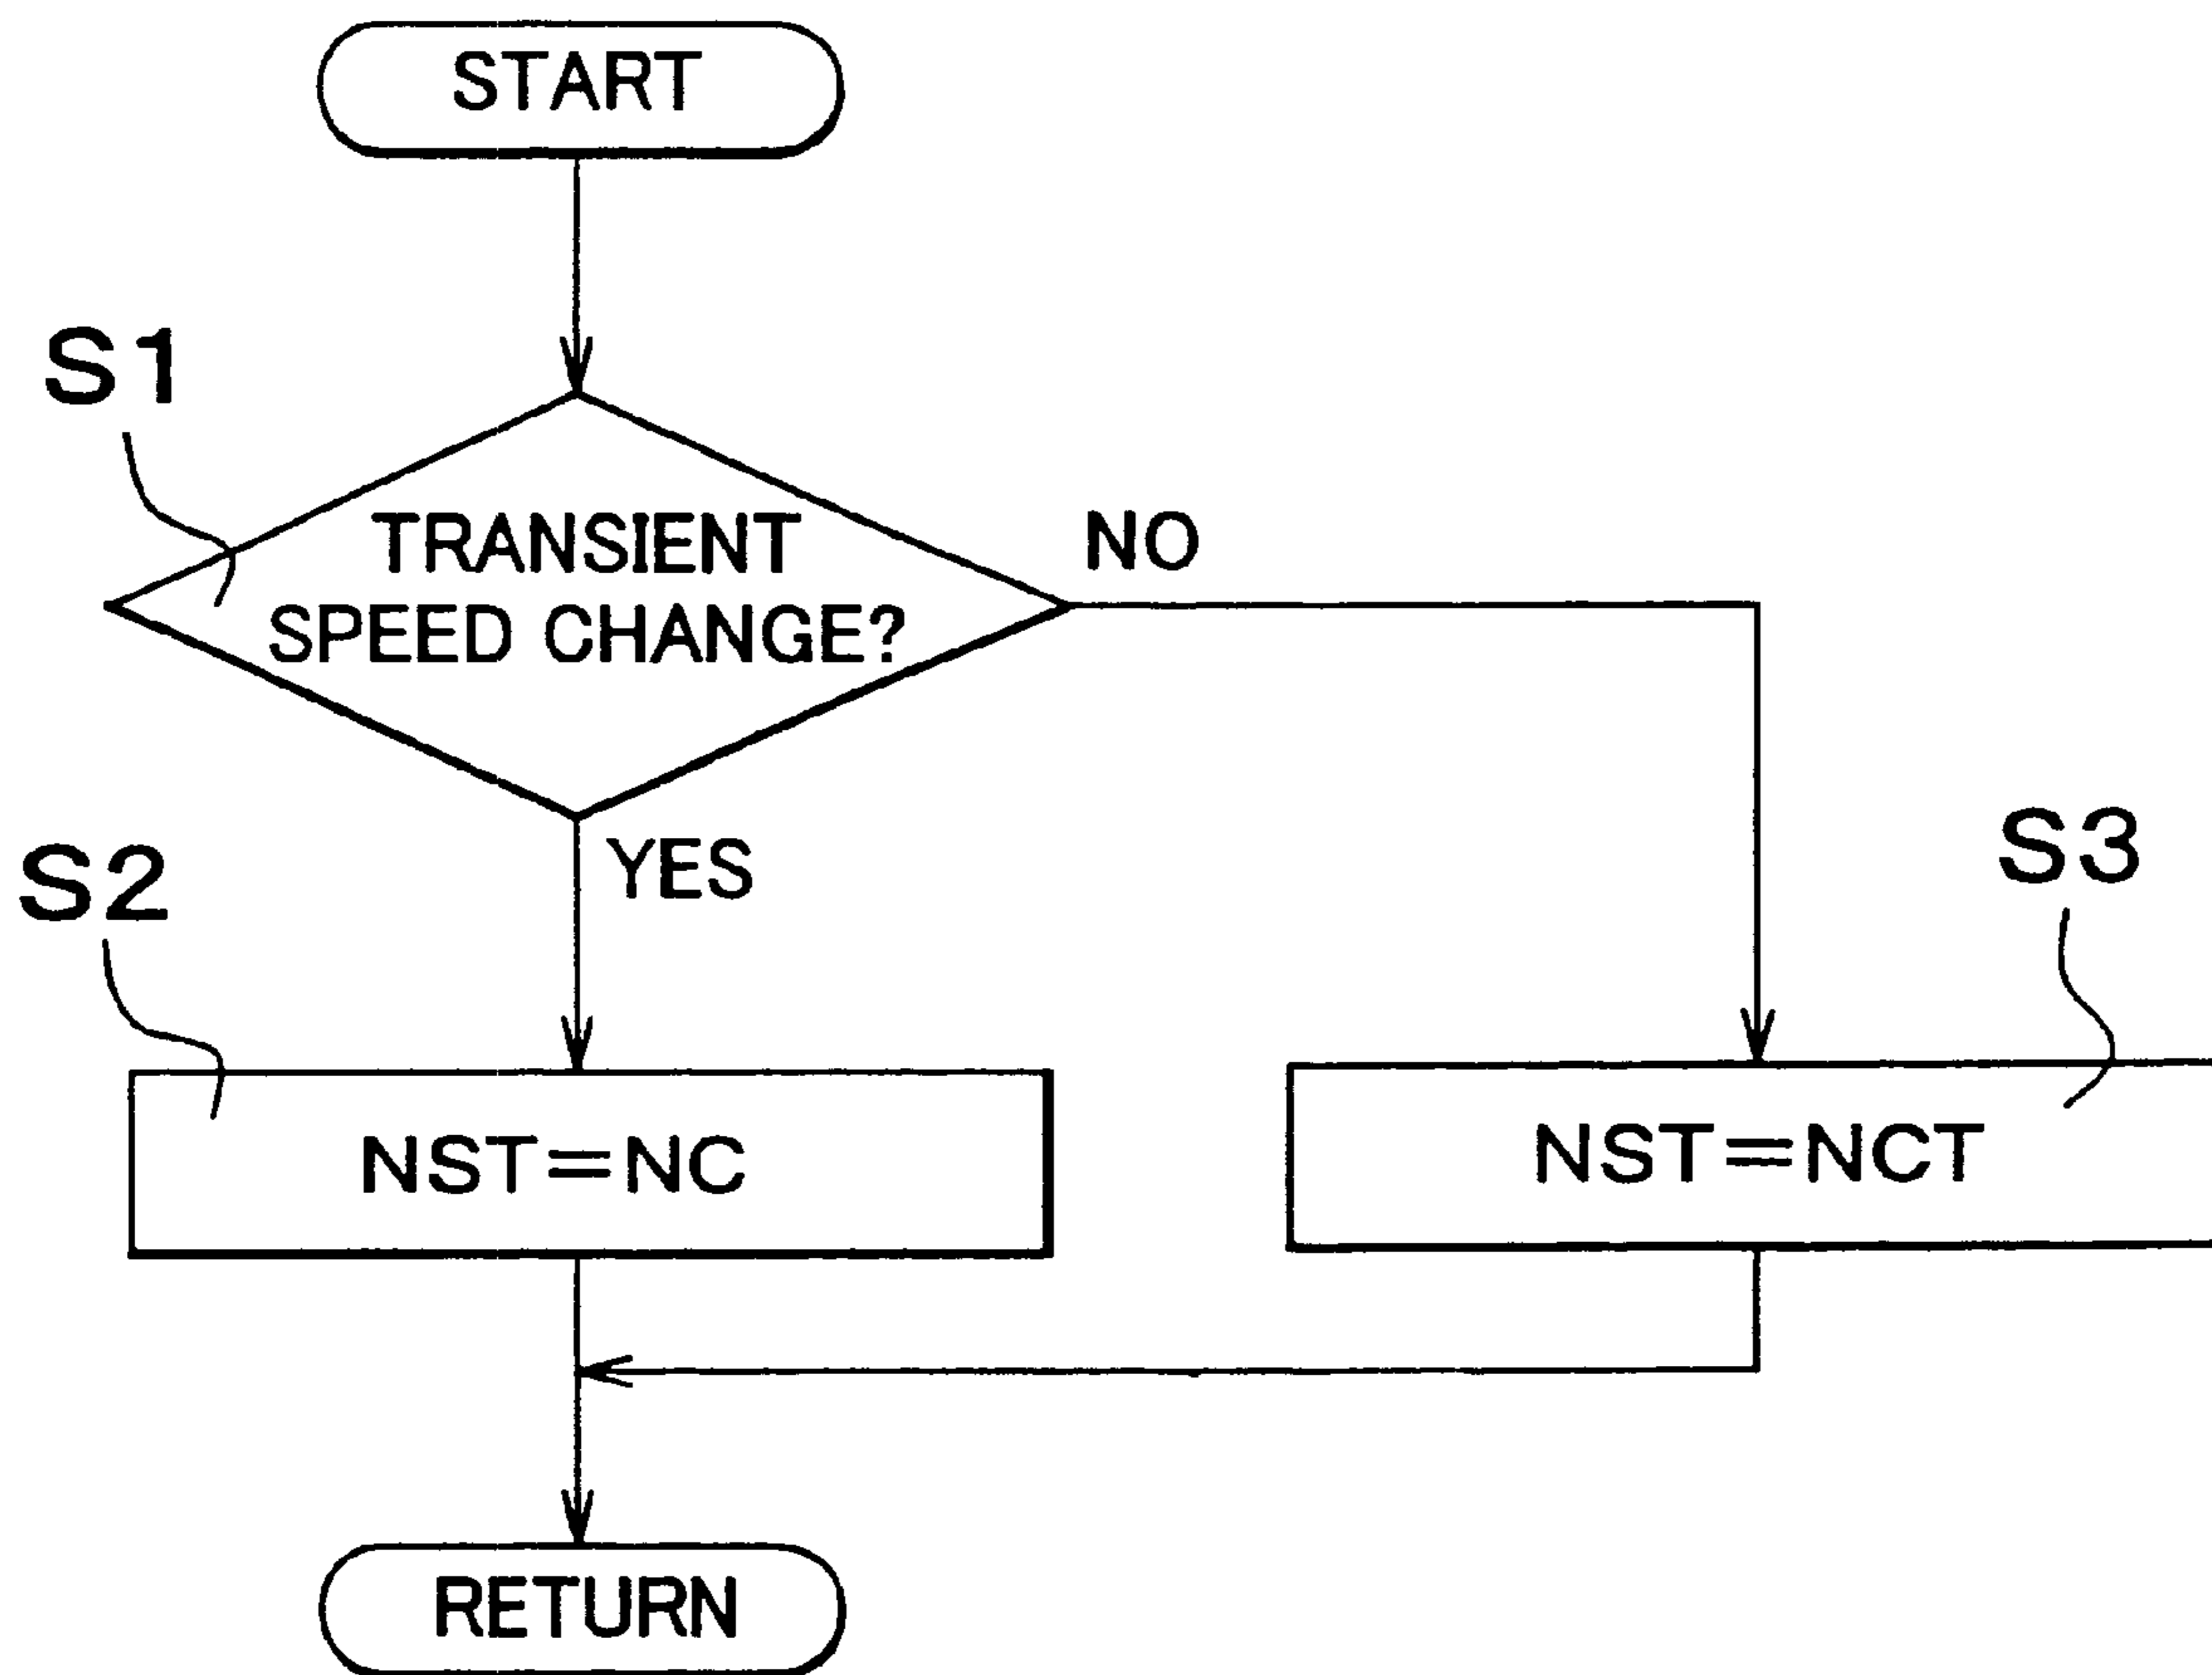 START
S1
TRANSIENT
SPEED CHANGE?
NO
YES
S2
S3
NST=NC
NST=NCT
RETURN